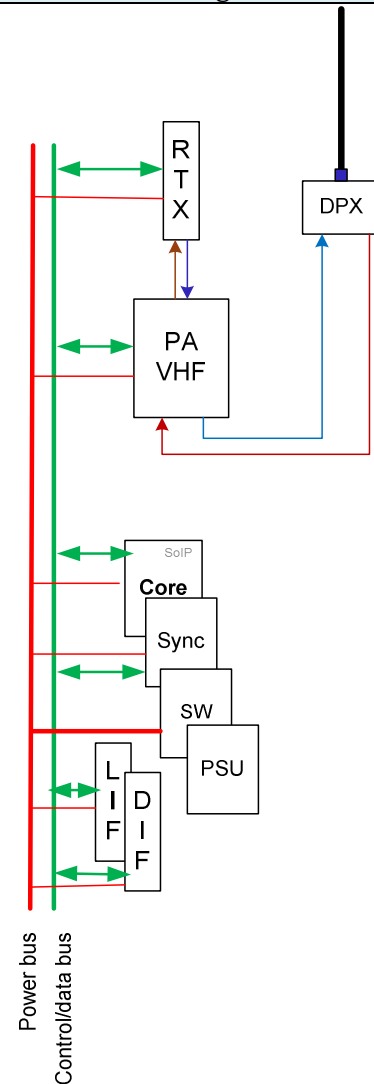 R
T
X
DPX
PA
VHF
SoIP
Core
Sync
SW
PSU
L
I
F
D
I
F
Power bus
Control/data bus